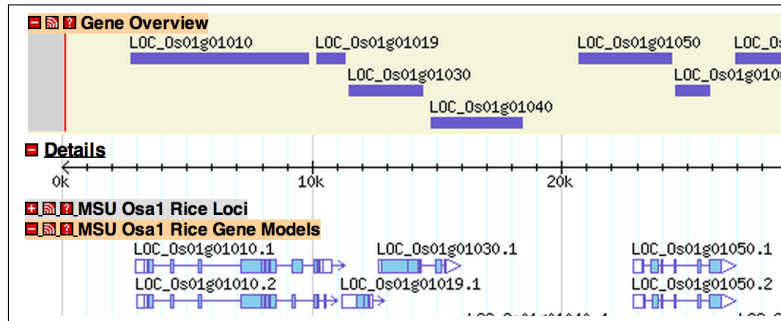 Gene Overview
LOC_Os01g01010 LOC_Os01g01019 LOC_Os01g01050
LOC_Os01g01030
LOC_Os01g01040
Details
0k 10k 20k
MSU Osa1 Rice Loci
MSU Osa1 Rice Gene Models
LOC_Os01g01010.1 LOC_Os01g01030.1 LOC_Os01g01050.1
LOC_Os01g01010.2 LOC_Os01g01019.1 LOC_Os01g01050.2